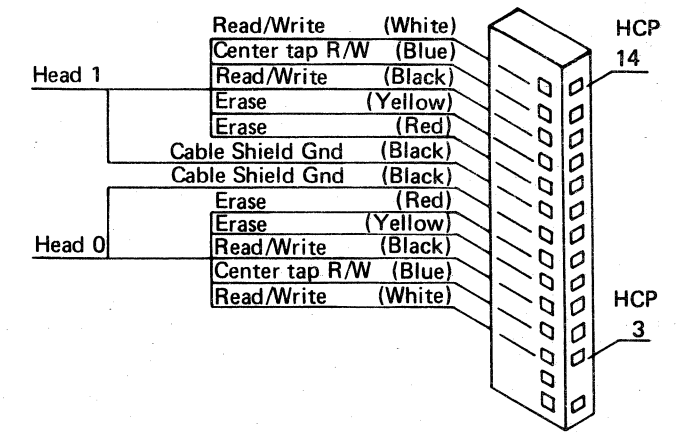 Read/Write (White)
Center tap R/W (Blue)
Read/Write (Black)
Erase (Yellow)
Erase (Red)
Cable Shield Gnd (Black)
Cable Shield Gnd (Black)
Erase (Red)
Erase (Yellow)
Read/Write (Black)
Center tap R/W (Blue)
Read/Write (White)
Head 1
Head 0
HCP
14
HCP
3